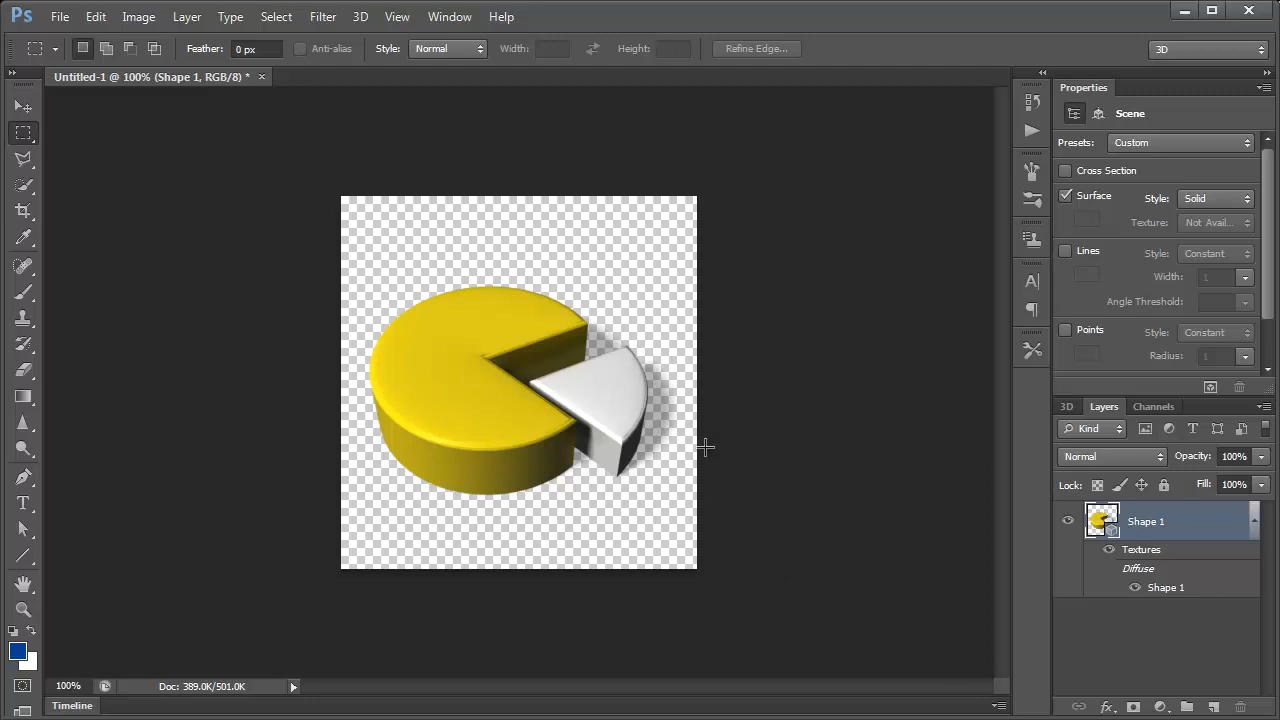 Ps File Edit Image Layer Type Select Filter 3D View Window Help
Feather: 0 px Anti-alias Style: Normal Width: Height: Refine Edge... 3D
Untitled-1 @ 100% (Shape 1, RGB/8) *
Properties
Scene
Presets: Custom
Cross Section
Surface Style: Solid
Texture: Not Avai...
Lines Style: Constant
Width: 1
Angle Threshold:
Points Style: Constant
Radius: 1
3D Layers Channels
Kind
Normal Opacity: 100%
Lock: Fill: 100%
Shape 1
Textures
Diffuse
Shape 1
100% Doc: 389.0K/501.0K
Timeline